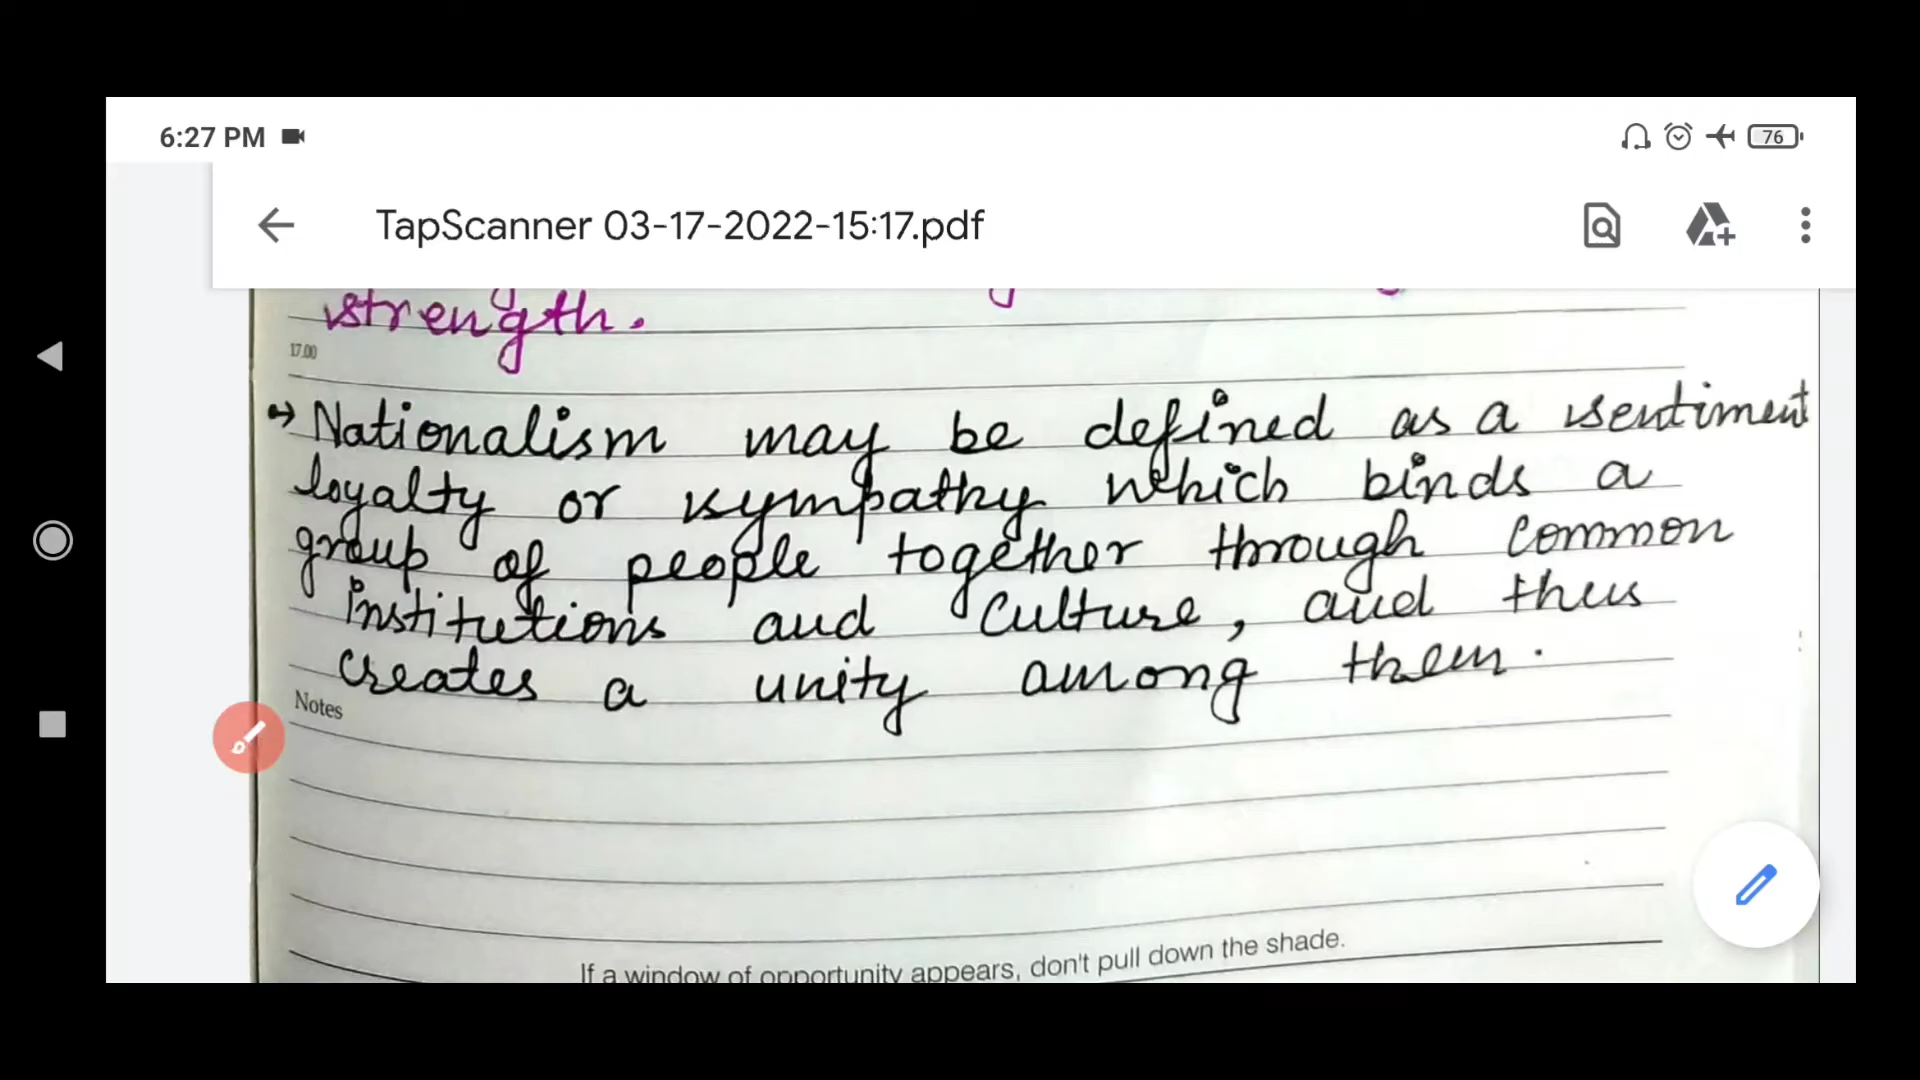 6:27 PM
76
TapScanner 03-17-2022-15:17.pdf
strength.
17.00
→ Nationalism may be defined as a sentiment
loyalty or sympathy which binds a
group of people together through common
institutions and culture, and thus
creates a unity among them.
Notes
If a window of opportunity appears, don't pull down the shade.